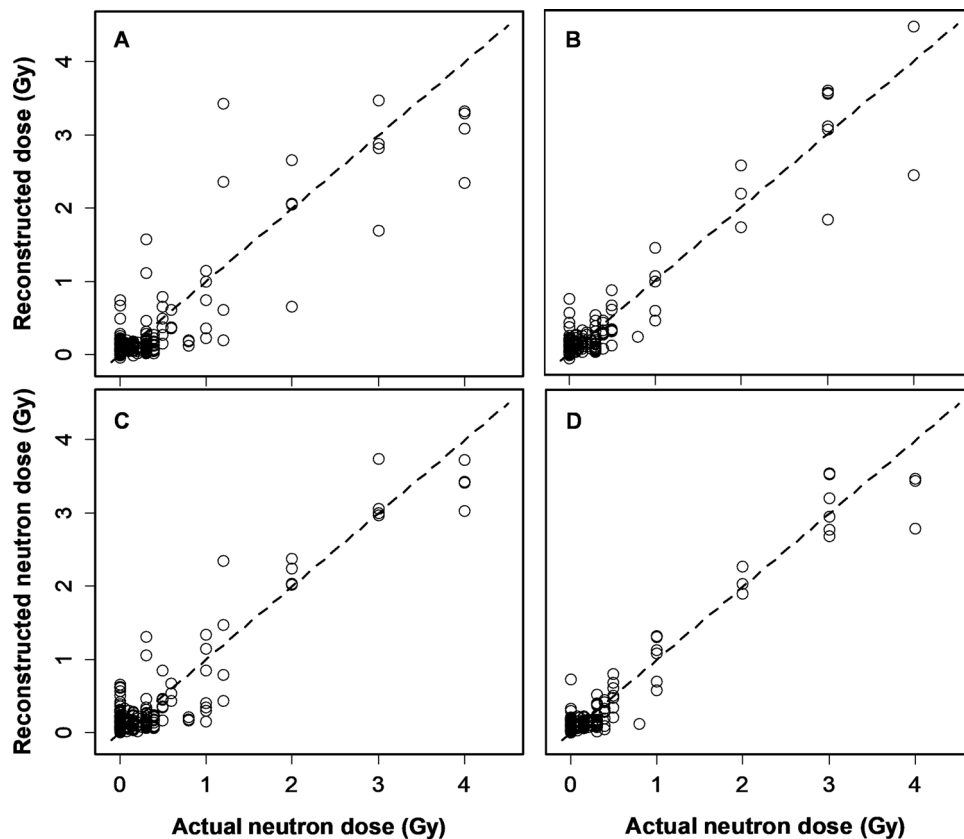 A
B
Reconstructed dose (Gy)
4
3
2
1
0
C
D
Reconstructed neutron dose (Gy)
4
3
2
1
0
0 1 2 3 4
0 1 2 3 4
Actual neutron dose (Gy)
Actual neutron dose (Gy)